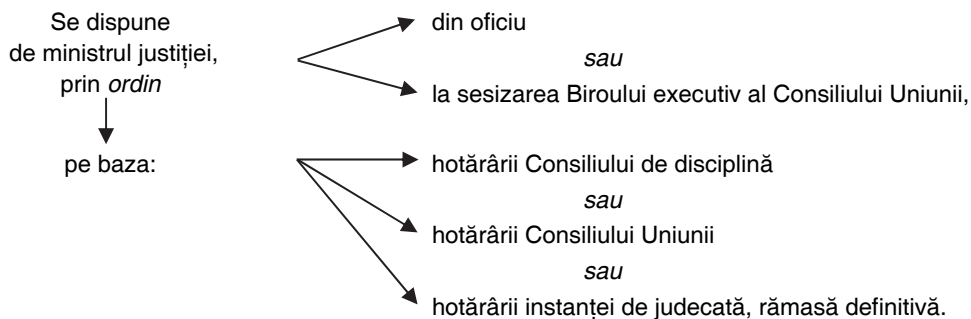 Se dispune
de ministrul justiției,
prin ordin
din oficiu
sau
la sesizarea Biroului executiv al Consiliului Uniunii,
pe baza:
hotărârii Consiliului de disciplină
sau
hotărârii Consiliului Uniunii
sau
hotărârii instanței de judecată, rămasă definitivă.